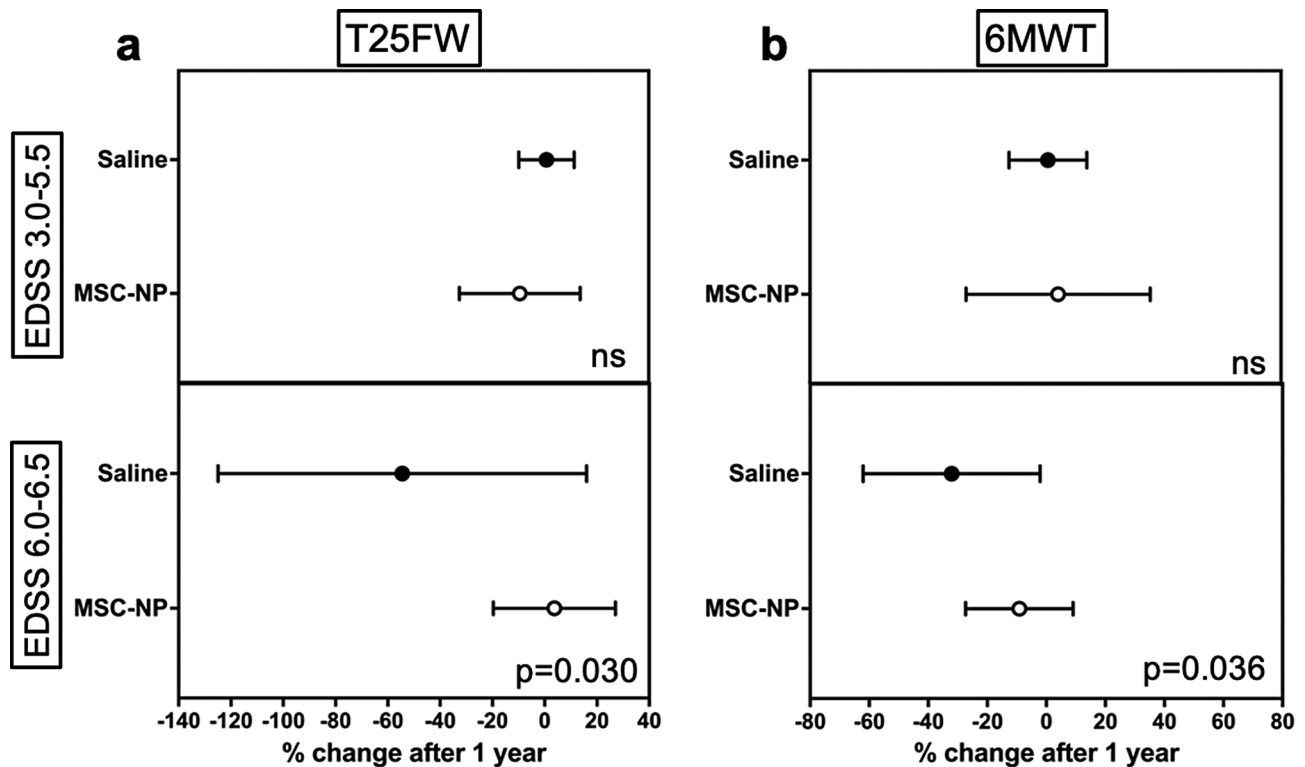 a
T25FW
EDSS 3.0-5.5
Saline
MSC-NP
ns
EDSS 6.0-6.5
Saline
MSC-NP
p=0.030
-140 -120 -100 -80 -60 -40 -20 0 20 40
% change after 1 year
b
6MWT
Saline
MSC-NP
ns
Saline
MSC-NP
p=0.036
-80 -60 -40 -20 0 20 40 60 80
% change after 1 year